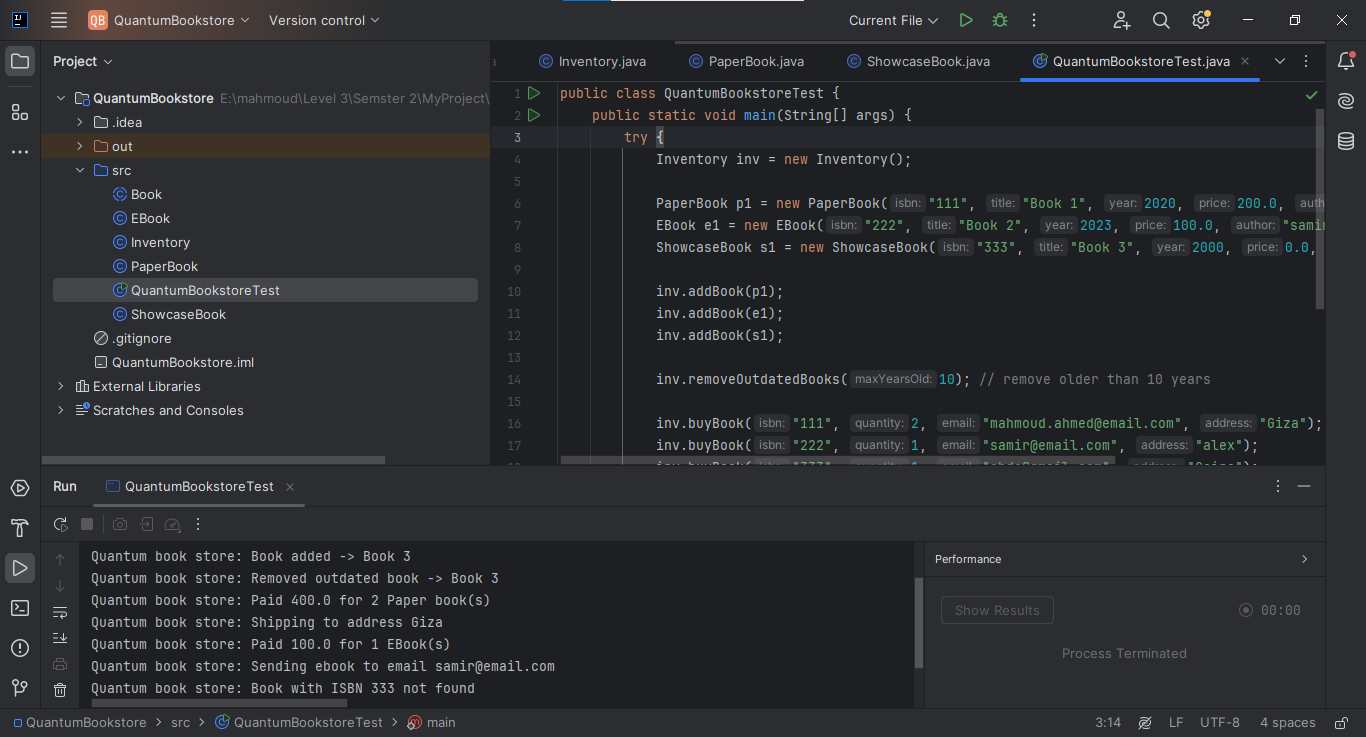 QB QuantumBookstore Version control Current File
Project
QuantumBookstore E:\mahmoud\Level 3\Semster 2\MyProject\
.idea
out
src
Book
EBook
Inventory
PaperBook
QuantumBookstoreTest
ShowcaseBook
.gitignore
QuantumBookstore.iml
External Libraries
Scratches and Consoles
Inventory.java PaperBook.java ShowcaseBook.java QuantumBookstoreTest.java
1 public class QuantumBookstoreTest {
2 public static void main(String[] args) {
3 try {
4 Inventory inv = new Inventory();
5
6 PaperBook p1 = new PaperBook( isbn: "111", title: "Book 1", year: 2020, price: 200.0, auth
7 EBook e1 = new EBook( isbn: "222", title: "Book 2", year: 2023, price: 100.0, author: "samir
8 ShowcaseBook s1 = new ShowcaseBook( isbn: "333", title: "Book 3", year: 2000, price: 0.0,
9
10 inv.addBook(p1);
11 inv.addBook(e1);
12 inv.addBook(s1);
13
14 inv.removeOutdatedBooks( maxYearsOld: 10); // remove older than 10 years
15
16 inv.buyBook( isbn: "111", quantity: 2, email: "mahmoud.ahmed@email.com", address: "Giza");
17 inv.buyBook( isbn: "222", quantity: 1, email: "samir@email.com", address: "alex");
Run QuantumBookstoreTest
Quantum book store: Book added -> Book 3
Quantum book store: Removed outdated book -> Book 3
Quantum book store: Paid 400.0 for 2 Paper book(s)
Quantum book store: Shipping to address Giza
Quantum book store: Paid 100.0 for 1 EBook(s)
Quantum book store: Sending ebook to email samir@email.com
Quantum book store: Book with ISBN 333 not found
Performance
Show Results 00:00
Process Terminated
QuantumBookstore > src > QuantumBookstoreTest > main 3:14 LF UTF-8 4 spaces